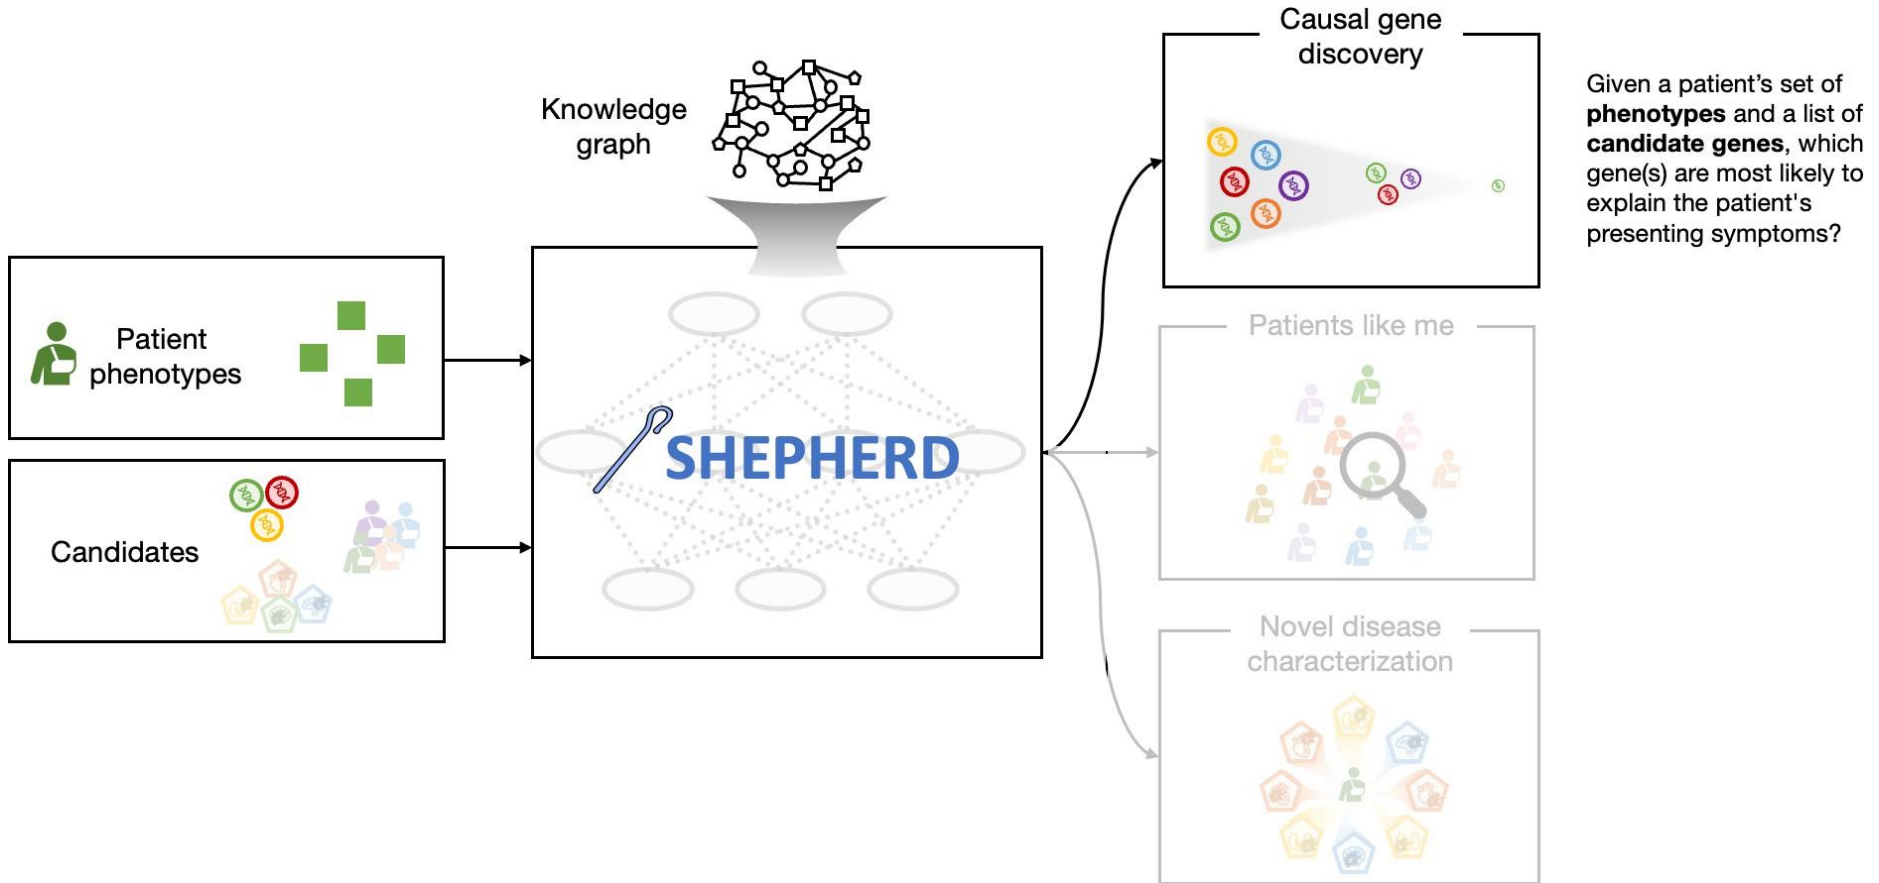 Knowledge
graph
Patient
phenotypes
Candidates
SHEPHERD
Causal gene
discovery
Given a patient’s set of
phenotypes and a list of
candidate genes, which
gene(s) are most likely to
explain the patient's
presenting symptoms?
Patients like me
Novel disease
characterization